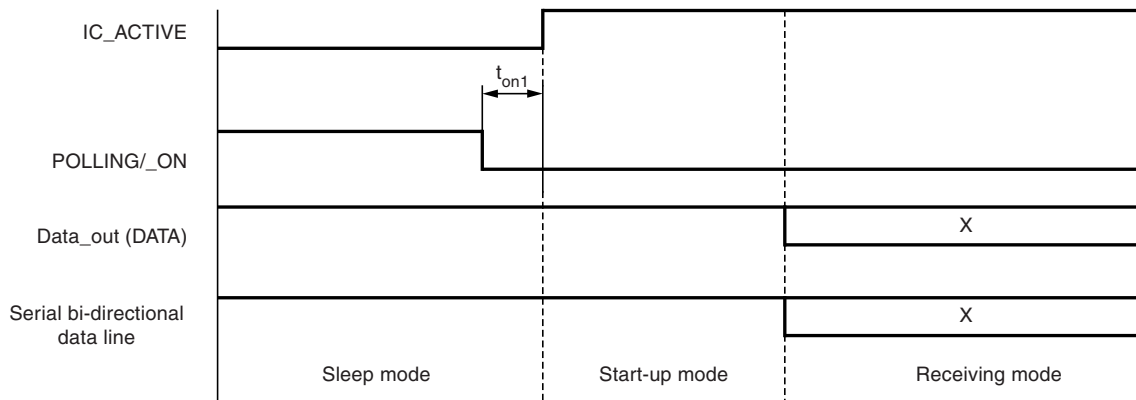 IC_ACTIVE
t_on1
POLLING/_ON
Data_out (DATA)
X
Serial bi-directional
data line
X
Sleep mode
Start-up mode
Receiving mode